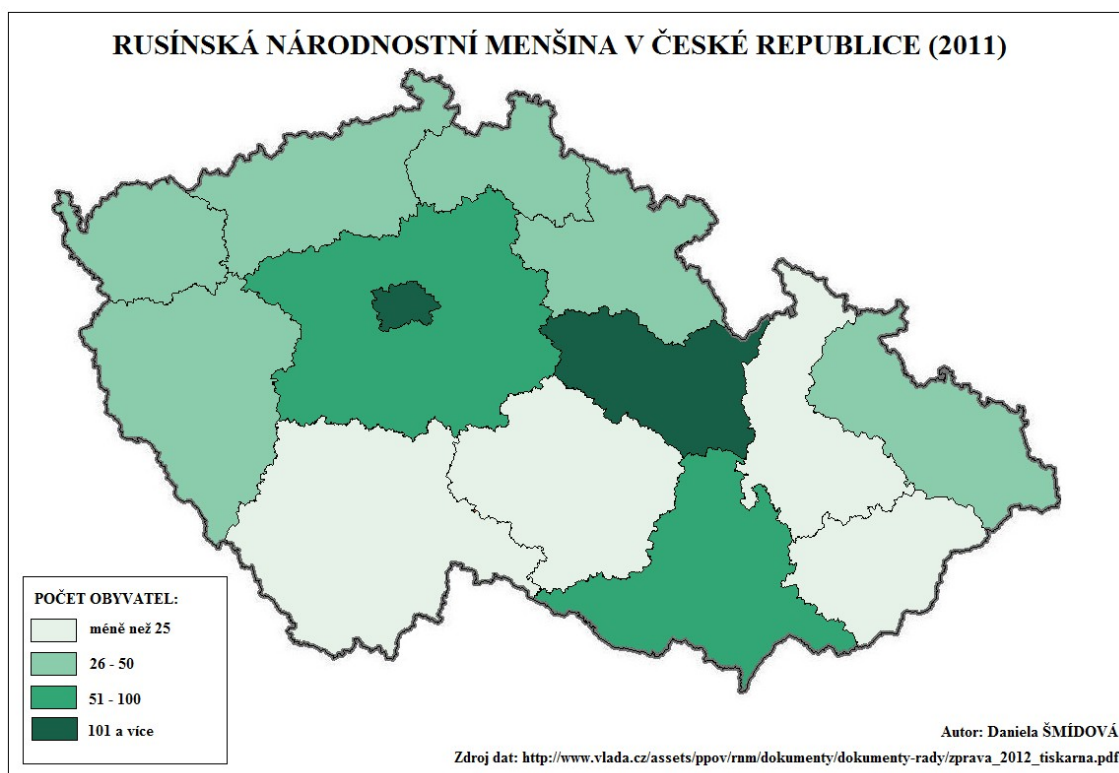 RUSÍNSKÁ NÁRODNOSTNÍ MENŠINA V ČESKÉ REPUBLICE (2011)
POČET OBYVATEL:
méně než 25
26 - 50
51 - 100
101 a více
Autor: Daniela ŠMÍDOVÁ
Zdroj dat: http://www.vlada.cz/assets/ppov/rnm/dokumenty/dokumenty-rady/zprava_2012_tiskarna.pdf